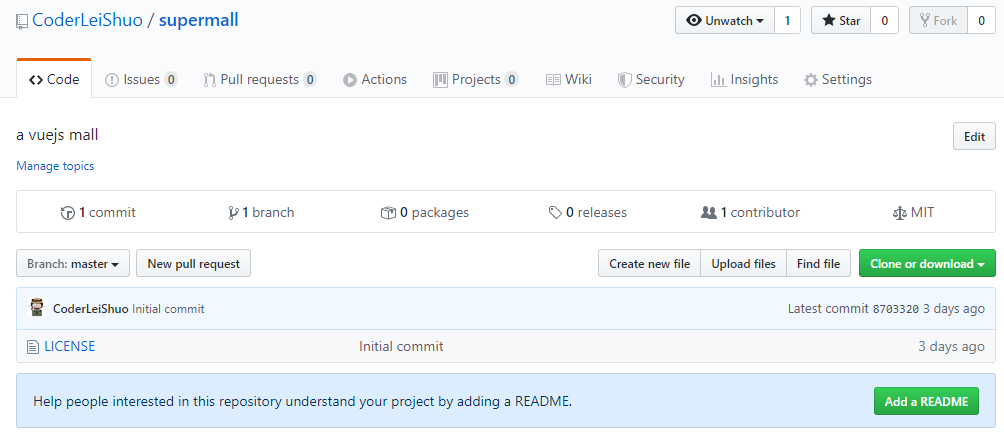 CoderLeiShuo / supermall Unwatch 1 Star 0 Fork 0
Code Issues 0 Pull requests 0 Actions Projects 0 Wiki Security Insights Settings
a vuejs mall Edit
Manage topics
1 commit 1 branch 0 packages 0 releases 1 contributor MIT
Branch: master New pull request Create new file Upload files Find file Clone or download
CoderLeiShuo Initial commit Latest commit 8703320 3 days ago
LICENSE Initial commit 3 days ago
Help people interested in this repository understand your project by adding a README. Add a README